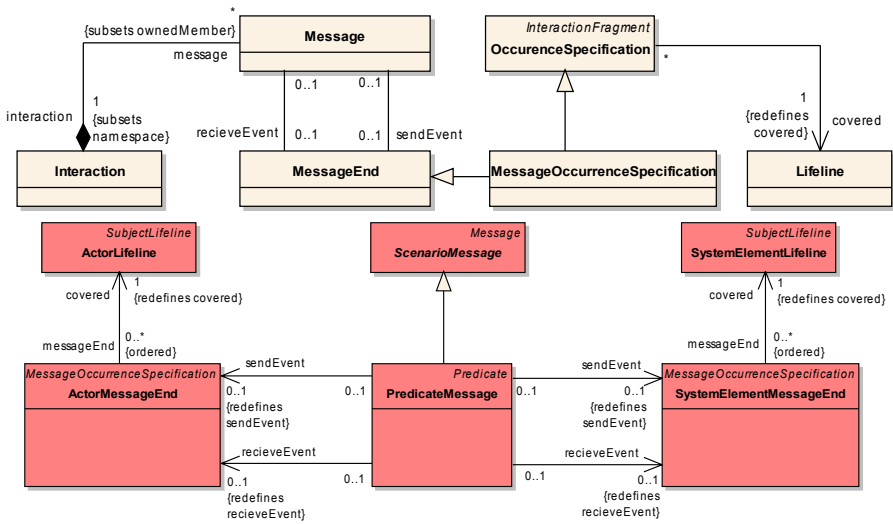 *
{subsets ownedMember}
message
Message
InteractionFragment
OccurenceSpecification
*
0..1
0..1
1
{subsets
namespace}
interaction
recieveEvent
0..1
0..1
sendEvent
1
{redefines
covered}
covered
Interaction
MessageEnd
MessageOccurrenceSpecification
Lifeline
SubjectLifeline
ActorLifeline
Message
ScenarioMessage
SubjectLifeline
SystemElementLifeline
covered
1
{redefines covered}
covered
1
{redefines covered}
messageEnd
0..*
{ordered}
messageEnd
0..*
{ordered}
MessageOccurrenceSpecification
ActorMessageEnd
sendEvent
0..1
{redefines
sendEvent}
0..1
Predicate
PredicateMessage
sendEvent
0..1
0..1
{redefines
sendEvent}
MessageOccurrenceSpecification
SystemElementMessageEnd
recieveEvent
0..1
{redefines
recieveEvent}
0..1
recieveEvent
0..1
0..1
{redefines
recieveEvent}